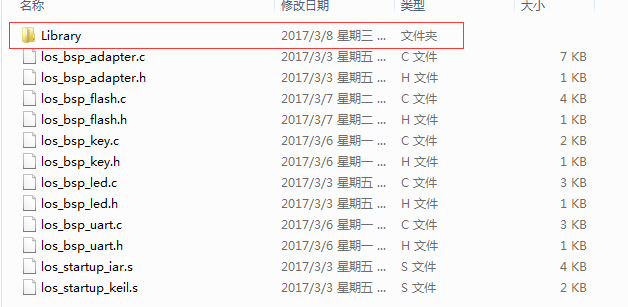 名称 修改日期 类型 大小
Library 2017/3/8 星期三 ... 文件夹
los_bsp_adapter.c 2017/3/3 星期五 ... C 文件 7 KB
los_bsp_adapter.h 2017/3/3 星期五 ... H 文件 1 KB
los_bsp_flash.c 2017/3/7 星期二 ... C 文件 4 KB
los_bsp_flash.h 2017/3/7 星期二 ... H 文件 1 KB
los_bsp_key.c 2017/3/6 星期一 ... C 文件 2 KB
los_bsp_key.h 2017/3/6 星期一 ... H 文件 1 KB
los_bsp_led.c 2017/3/3 星期五 ... C 文件 3 KB
los_bsp_led.h 2017/3/3 星期五 ... H 文件 1 KB
los_bsp_uart.c 2017/3/6 星期一 ... C 文件 3 KB
los_bsp_uart.h 2017/3/6 星期一 ... H 文件 1 KB
los_startup_iar.s 2017/3/3 星期五 ... S 文件 4 KB
los_startup_keil.s 2017/3/3 星期五 ... S 文件 2 KB